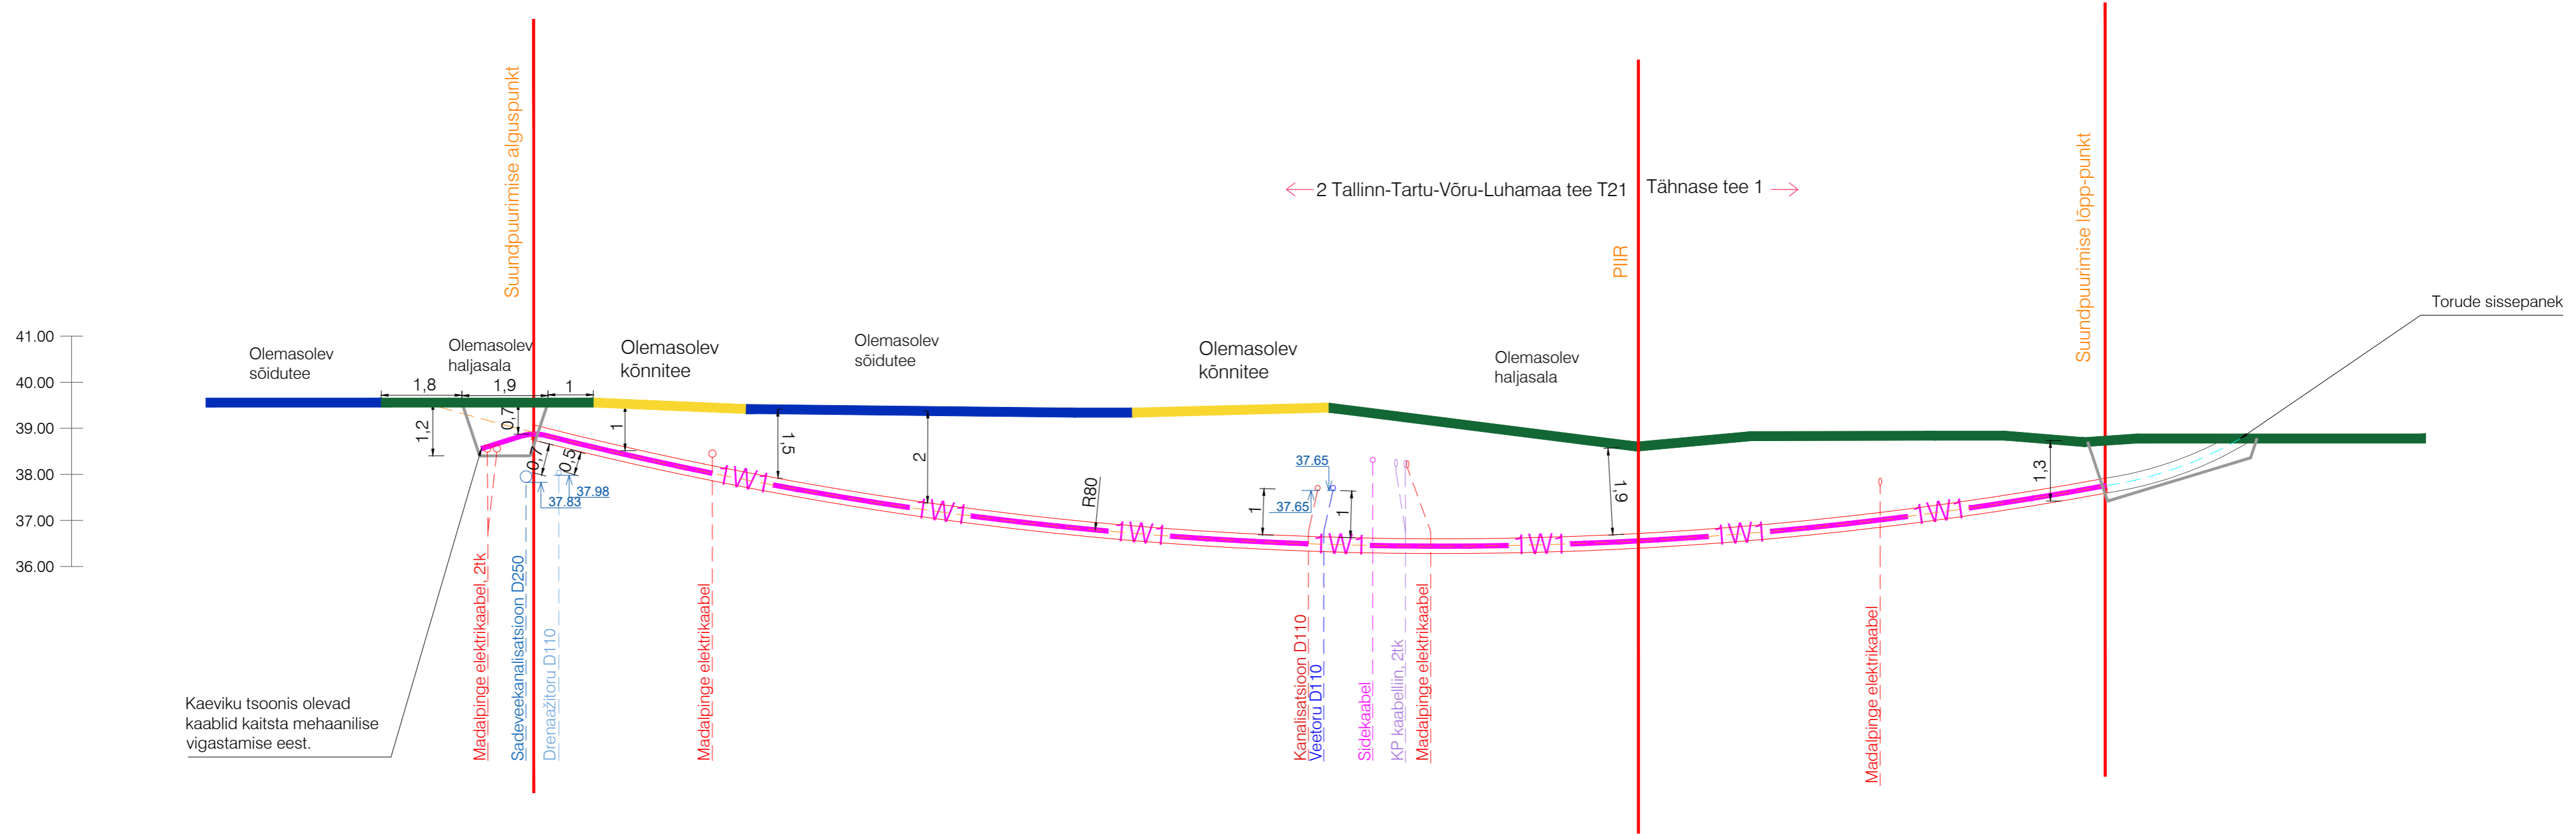 Suundpuurimise alguspunkt
PIIR
Suundpuurimise lõpp-punkt
2 Tallinn-Tartu-Võru-Luhamaa tee T21
Tähnase tee 1
Torude sissepanek
41.00
40.00
39.00
38.00
37.00
36.00
Olemasolev
sõidutee
Olemasolev
haljasala
Olemasolev
kõnnitee
Olemasolev
sõidutee
Olemasolev
kõnnitee
Olemasolev
haljasala
1,8
1,9
1
1,2
0,7
0,7
0,5
37.98
37.83
1
1,5
2
R80
1
37.65
37.65
1
1,9
1,3
1W1
1W1
1W1
1W1
1W1
1W1
1W1
Madalpinge elektrikaabel, 2tk
Sadeveekanalisatsioon D250
Drenaažitoru D110
Madalpinge elektrikaabel
Kanalisatsioon D110
Veetoru D110
Sidekaabel
KP kaabelliin, 2tk
Madalpinge elektrikaabel
Madalpinge elektrikaabel
Kaeviku tsoonis olevad
kaablid kaitsta mehaanilise
vigastamise eest.